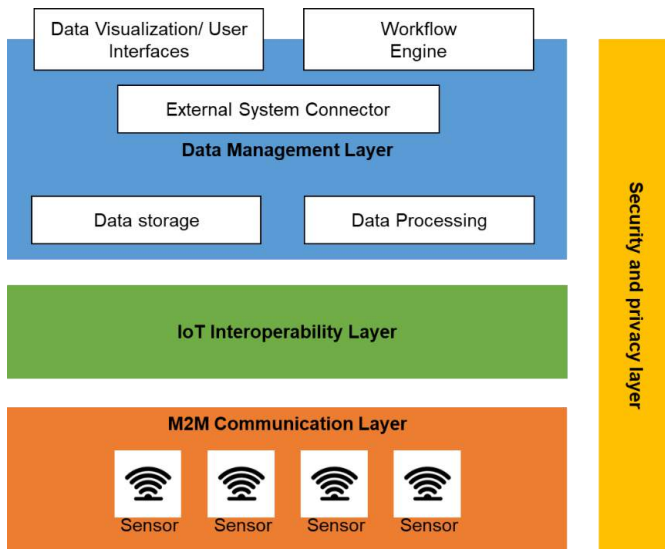 Data Visualization/ User
Interfaces
Workflow
Engine
External System Connector
Data Management Layer
Data storage
Data Processing
IoT Interoperability Layer
M2M Communication Layer
Sensor
Sensor
Sensor
Sensor
Security and privacy layer